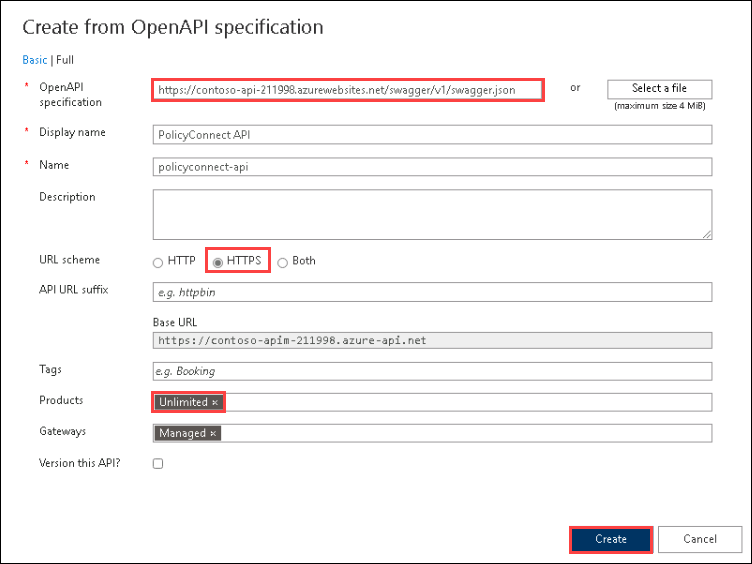 Create from OpenAPI specification
Basic | Full
* OpenAPI specification
https://contoso-api-211998.azurewebsites.net/swagger/v1/swagger.json
or
Select a file
(maximum size 4 MiB)
* Display name
PolicyConnect API
* Name
policyconnect-api
Description
URL scheme
HTTP
HTTPS
Both
API URL suffix
e.g. httpbin
Base URL
https://contoso-apim-211998.azure-api.net
Tags
e.g. Booking
Products
Unlimited ×
Gateways
Managed ×
Version this API?
Create
Cancel